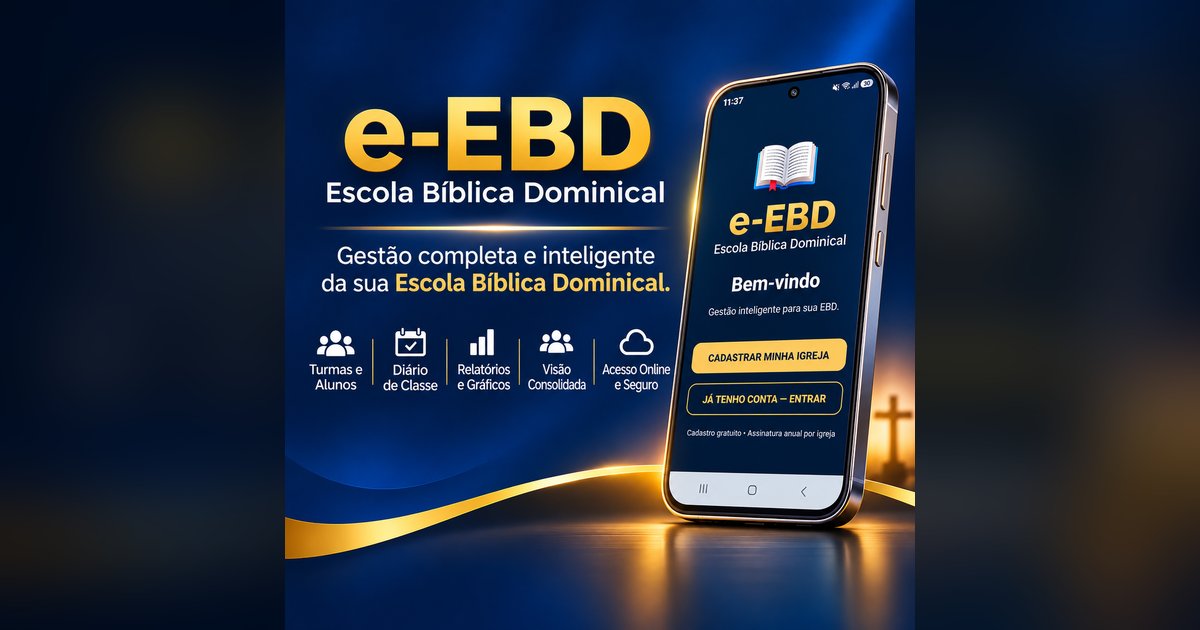 e-EBD
Escola Bíblica Dominical
Gestão completa e inteligente
da sua Escola Bíblica Dominical.
Turmas e
Alunos
Diário
de Classe
Relatórios
e Gráficos
Visão
Consolidada
Acesso Online
e Seguro
11:37
30
e-EBD
Escola Bíblica Dominical
Bem-vindo
Gestão inteligente para sua EBD.
CADASTRAR MINHA IGREJA
JÁ TENHO CONTA — ENTRAR
Cadastro gratuito • Assinatura anual por igreja